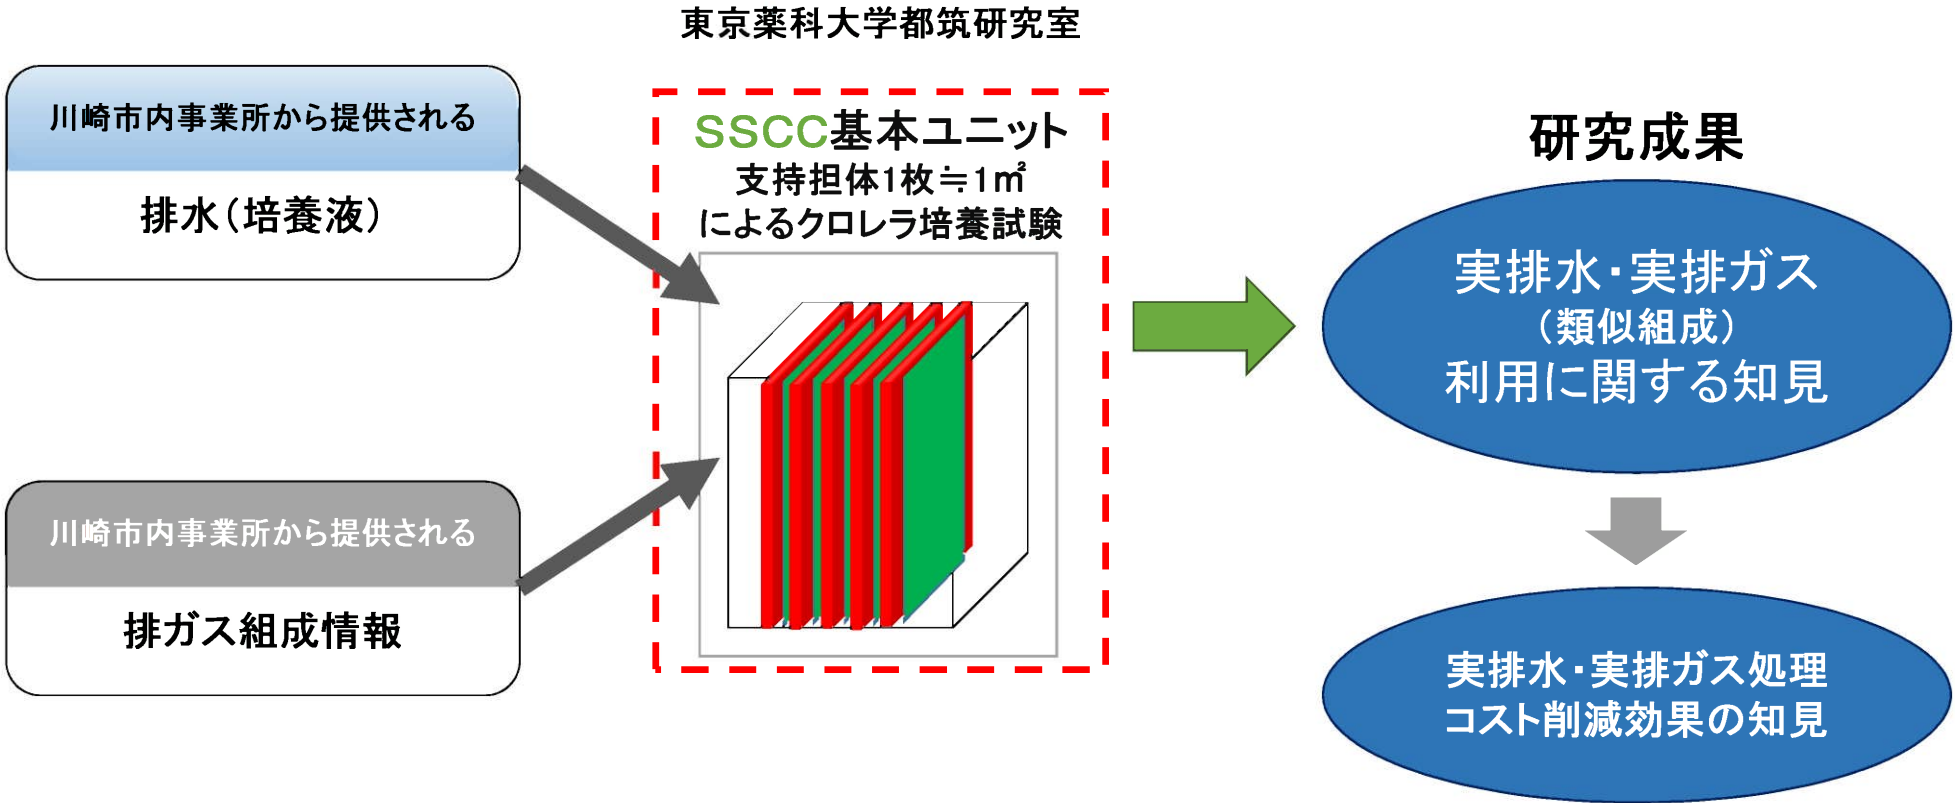 東京薬科大学都筑研究室
川崎市内事業所から提供される
排水（培養液）
川崎市内事業所から提供される
排ガス組成情報
SSCC基本ユニット
支持担体1枚≒1㎡
によるクロレラ培養試験
研究成果
実排水・実排ガス
（類似組成）
利用に関する知見
実排水・実排ガス処理
コスト削減効果の知見